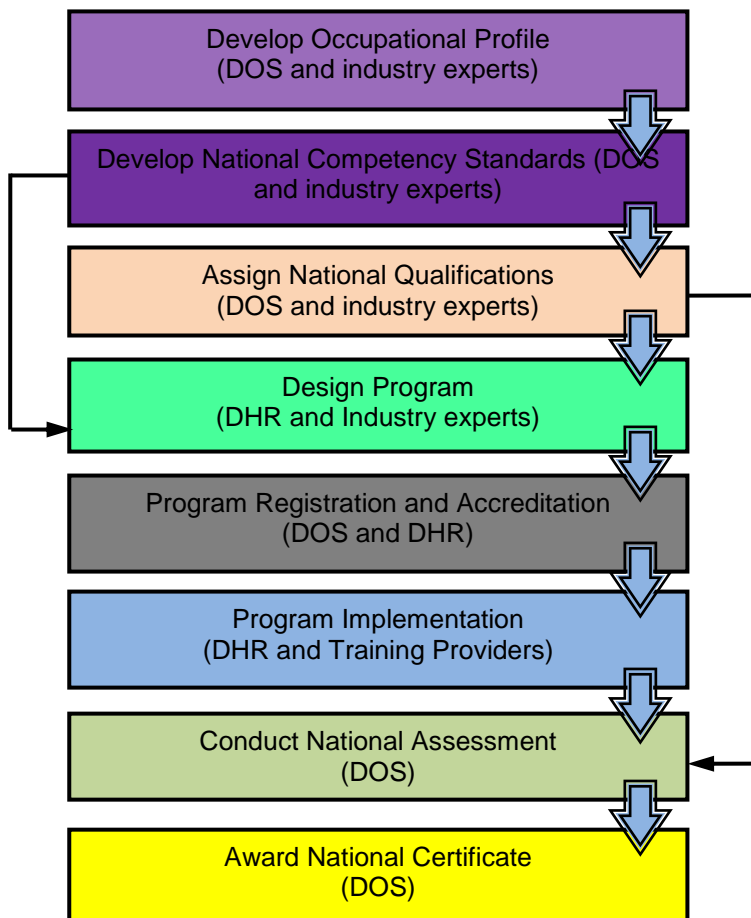 Develop Occupational Profile
(DOS and industry experts)
Develop National Competency Standards (DOS
and industry experts)
Assign National Qualifications
(DOS and industry experts)
Design Program
(DHR and Industry experts)
Program Registration and Accreditation
(DOS and DHR)
Program Implementation
(DHR and Training Providers)
Conduct National Assessment
(DOS)
Award National Certificate
(DOS)